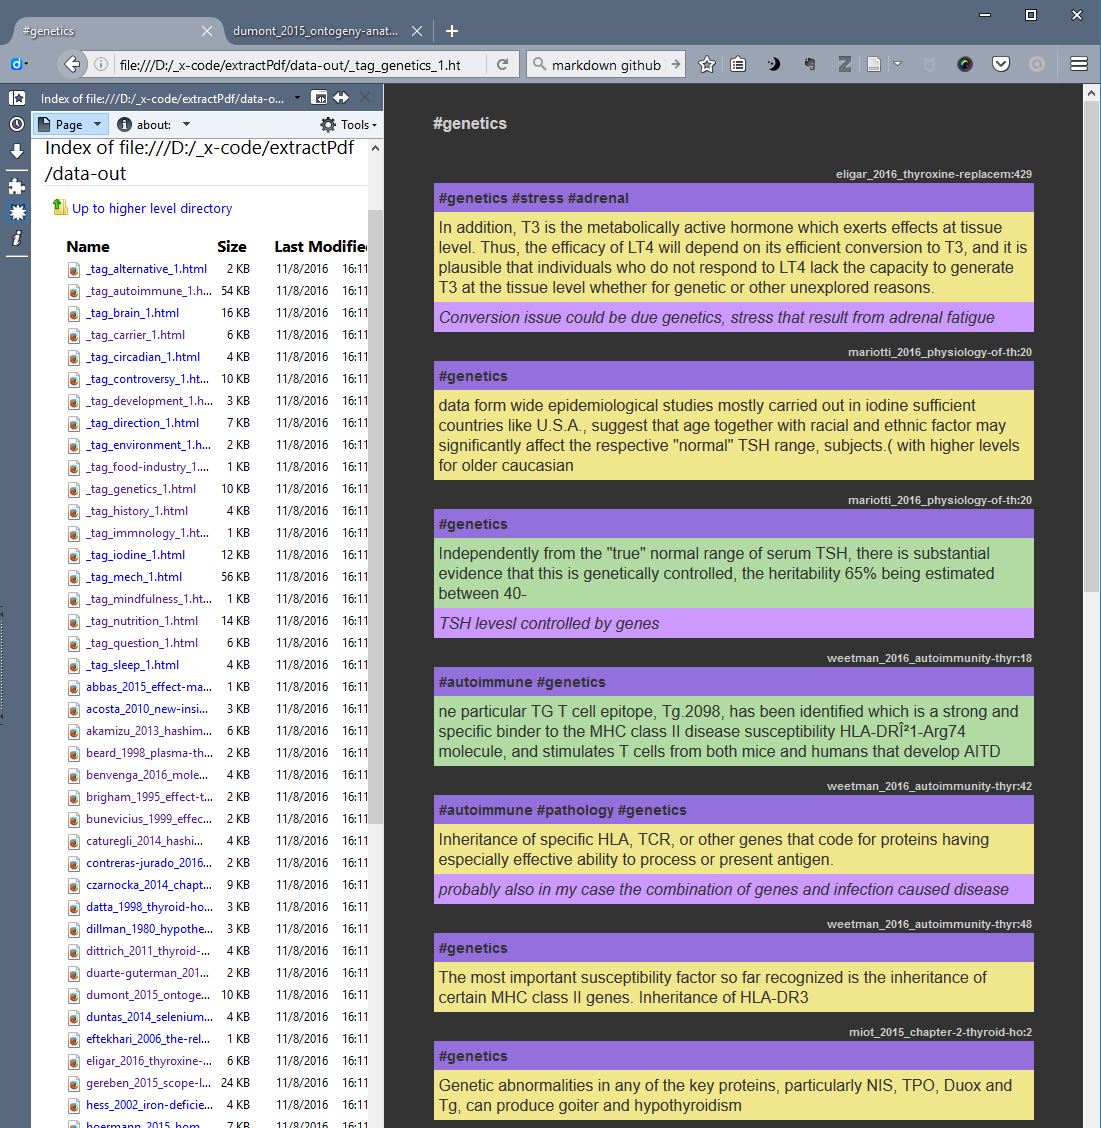 #genetics
dumont_2015_ontogeny-anat...
file:///D:/_x-code/extractPdf/data-out/_tag_genetics_1.ht
markdown github
Index of file:///D:/_x-code/extractPdf/data-o...
Page
about:
Tools
Index of file:///D:/_x-code/extractPdf
/data-out
Up to higher level directory
Name Size Last Modified
_tag_alternative_1.html 2 KB 11/8/2016 16:11
_tag_autoimmune_1.h... 54 KB 11/8/2016 16:11
_tag_brain_1.html 16 KB 11/8/2016 16:11
_tag_carrier_1.html 6 KB 11/8/2016 16:11
_tag_circadian_1.html 4 KB 11/8/2016 16:11
_tag_controversy_1.ht... 10 KB 11/8/2016 16:11
_tag_development_1.h... 3 KB 11/8/2016 16:11
_tag_direction_1.html 7 KB 11/8/2016 16:11
_tag_environment_1.h... 2 KB 11/8/2016 16:11
_tag_food-industry_1.... 1 KB 11/8/2016 16:11
_tag_genetics_1.html 10 KB 11/8/2016 16:11
_tag_history_1.html 4 KB 11/8/2016 16:11
_tag_immnology_1.ht... 1 KB 11/8/2016 16:11
_tag_iodine_1.html 12 KB 11/8/2016 16:11
_tag_mech_1.html 56 KB 11/8/2016 16:11
_tag_mindfulness_1.ht... 1 KB 11/8/2016 16:11
_tag_nutrition_1.html 14 KB 11/8/2016 16:11
_tag_question_1.html 6 KB 11/8/2016 16:11
_tag_sleep_1.html 4 KB 11/8/2016 16:11
abbas_2015_effect-ma... 1 KB 11/8/2016 16:11
acosta_2010_new-insi... 3 KB 11/8/2016 16:11
akamizu_2013_hashim... 6 KB 11/8/2016 16:11
beard_1998_plasma-th... 2 KB 11/8/2016 16:11
benvenga_2016_mole... 4 KB 11/8/2016 16:11
brigham_1995_effect-t... 2 KB 11/8/2016 16:11
bunevicius_1999_effec... 2 KB 11/8/2016 16:11
caturegli_2014_hashi... 4 KB 11/8/2016 16:11
contreras-jurado_2016... 2 KB 11/8/2016 16:11
czarnocka_2014_chapt... 9 KB 11/8/2016 16:11
datta_1998_thyroid-ho... 3 KB 11/8/2016 16:11
dillman_1980_hypothe... 3 KB 11/8/2016 16:11
dittrich_2011_thyroid-... 4 KB 11/8/2016 16:11
duarte-guterman_201... 2 KB 11/8/2016 16:11
dumont_2015_ontoge... 10 KB 11/8/2016 16:11
duntas_2014_selenium... 4 KB 11/8/2016 16:11
eftekhari_2006_the-rel... 1 KB 11/8/2016 16:11
eligar_2016_thyroxine-... 6 KB 11/8/2016 16:11
gereben_2015_scope-l... 24 KB 11/8/2016 16:11
hess_2002_iron-deficie... 4 KB 11/8/2016 16:11
hoermann_2015_hom... 7 KB 11/8/2016 16:11
#genetics
eligar_2016_thyroxine-replacem:429
#genetics #stress #adrenal
In addition, T3 is the metabolically active hormone which exerts effects at tissue
level. Thus, the efficacy of LT4 will depend on its efficient conversion to T3, and it is
plausible that individuals who do not respond to LT4 lack the capacity to generate
T3 at the tissue level whether for genetic or other unexplored reasons.
Conversion issue could be due genetics, stress that result from adrenal fatigue
mariotti_2016_physiology-of-th:20
#genetics
data form wide epidemiological studies mostly carried out in iodine sufficient
countries like U.S.A., suggest that age together with racial and ethnic factor may
significantly affect the respective "normal" TSH range, subjects.( with higher levels
for older caucasian
mariotti_2016_physiology-of-th:20
#genetics
Independently from the "true" normal range of serum TSH, there is substantial
evidence that this is genetically controlled, the heritability 65% being estimated
between 40-
TSH levesl controlled by genes
weetman_2016_autoimmunity-thyr:18
#autoimmune #genetics
ne particular TG T cell epitope, Tg.2098, has been identified which is a strong and
specific binder to the MHC class II disease susceptibility HLA-DRÎ²1-Arg74
molecule, and stimulates T cells from both mice and humans that develop AITD
weetman_2016_autoimmunity-thyr:42
#autoimmune #pathology #genetics
Inheritance of specific HLA, TCR, or other genes that code for proteins having
especially effective ability to process or present antigen.
probably also in my case the combination of genes and infection caused disease
weetman_2016_autoimmunity-thyr:48
#genetics
The most important susceptibility factor so far recognized is the inheritance of
certain MHC class II genes. Inheritance of HLA-DR3
miot_2015_chapter-2-thyroid-ho:2
#genetics
Genetic abnormalities in any of the key proteins, particularly NIS, TPO, Duox and
Tg, can produce goiter and hypothyroidism